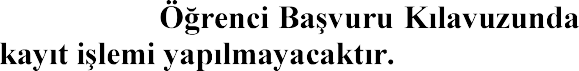 Öğrenci Başvuru Kılavuzunda
kayıt işlemi yapılmayacaktır.